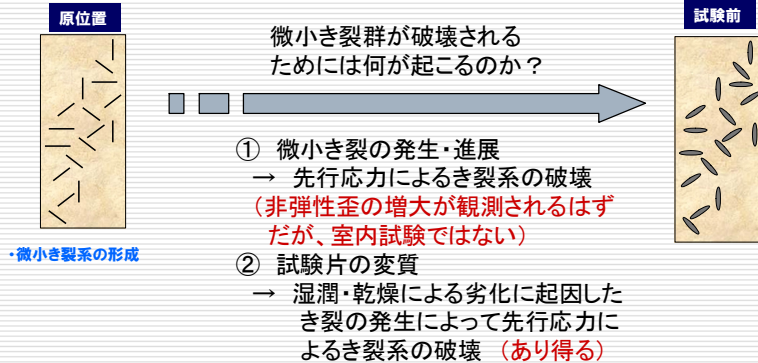 原位置
試験前
微小き裂群が破壊される
ためには何が起こるのか？
① 微小き裂の発生・進展
→ 先行応力によるき裂系の破壊
（非弾性歪の増大が観測されるはず
だが、室内試験ではない）
・微小き裂系の形成
② 試験片の変質
→ 湿潤・乾燥による劣化に起因した
き裂の発生によって先行応力に
よるき裂系の破壊 （あり得る）